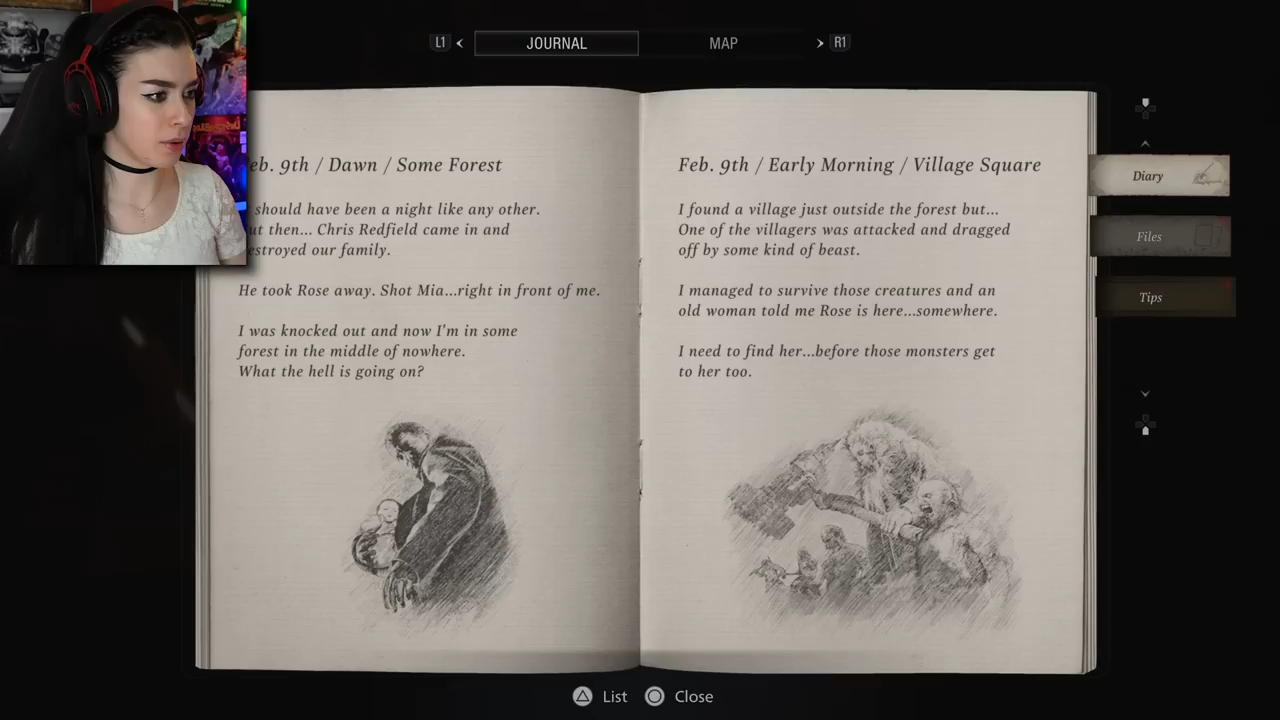 L1 JOURNAL MAP R1
eb. 9th / Dawn / Some Forest
should have been a night like any other.
ut then... Chris Redfield came in and
estroyed our family.
He took Rose away. Shot Mia...right in front of me.
I was knocked out and now I'm in some
forest in the middle of nowhere.
What the hell is going on?
Feb. 9th / Early Morning / Village Square
I found a village just outside the forest but...
One of the villagers was attacked and dragged
off by some kind of beast.
I managed to survive those creatures and an
old woman told me Rose is here...somewhere.
I need to find her...before those monsters get
to her too.
Diary
Files
Tips
List Close